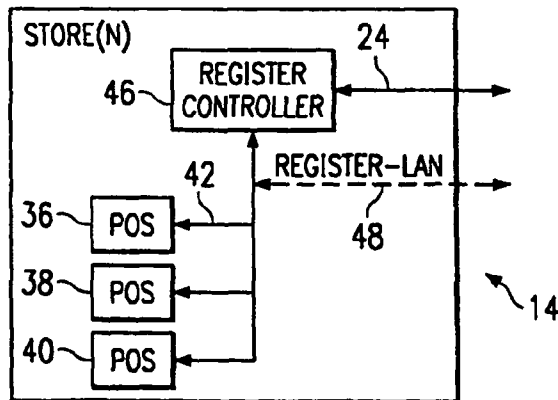 STORE(N)
24
46
REGISTER
CONTROLLER
REGISTER-LAN
42
48
36
POS
38
POS
14
40
POS